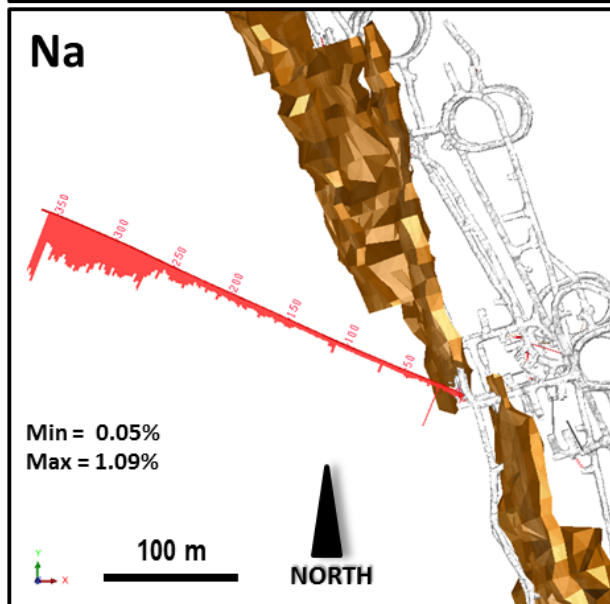 Na
350
300
250
200
150
100
50
Min = 0.05%
Max = 1.09%
100 m
NORTH
Y
X